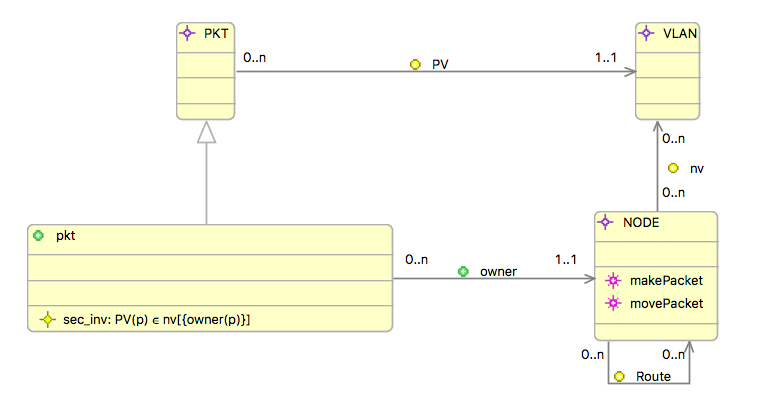 PKT
VLAN
0..n
PV
1..1
0..n
nv
0..n
pkt
NODE
0..n
owner
1..1
makePacket
movePacket
sec_inv: PV(p) ∈ nv[{owner(p)}]
0..n
0..n
Route